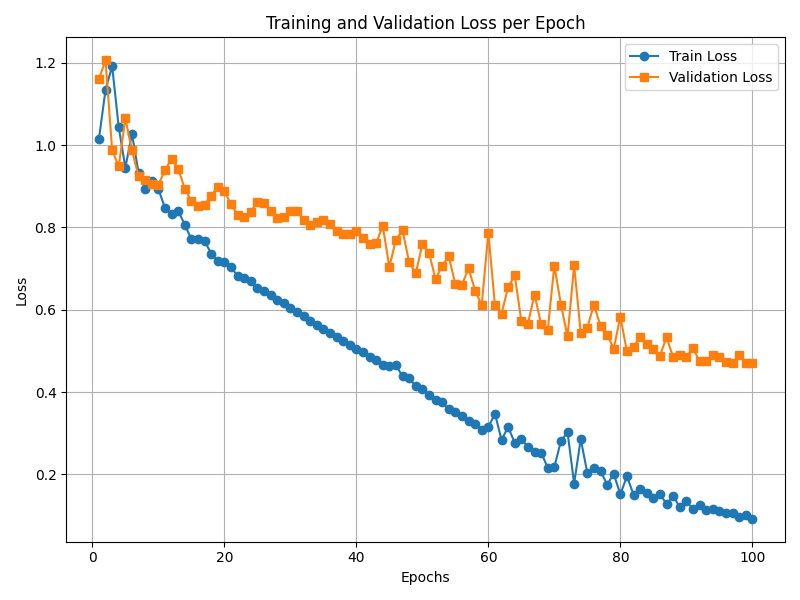 Training and Validation Loss per Epoch
Train Loss
Validation Loss
1.2
1.0
0.8
0.6
0.4
0.2
Loss
0 20 40 60 80 100
Epochs